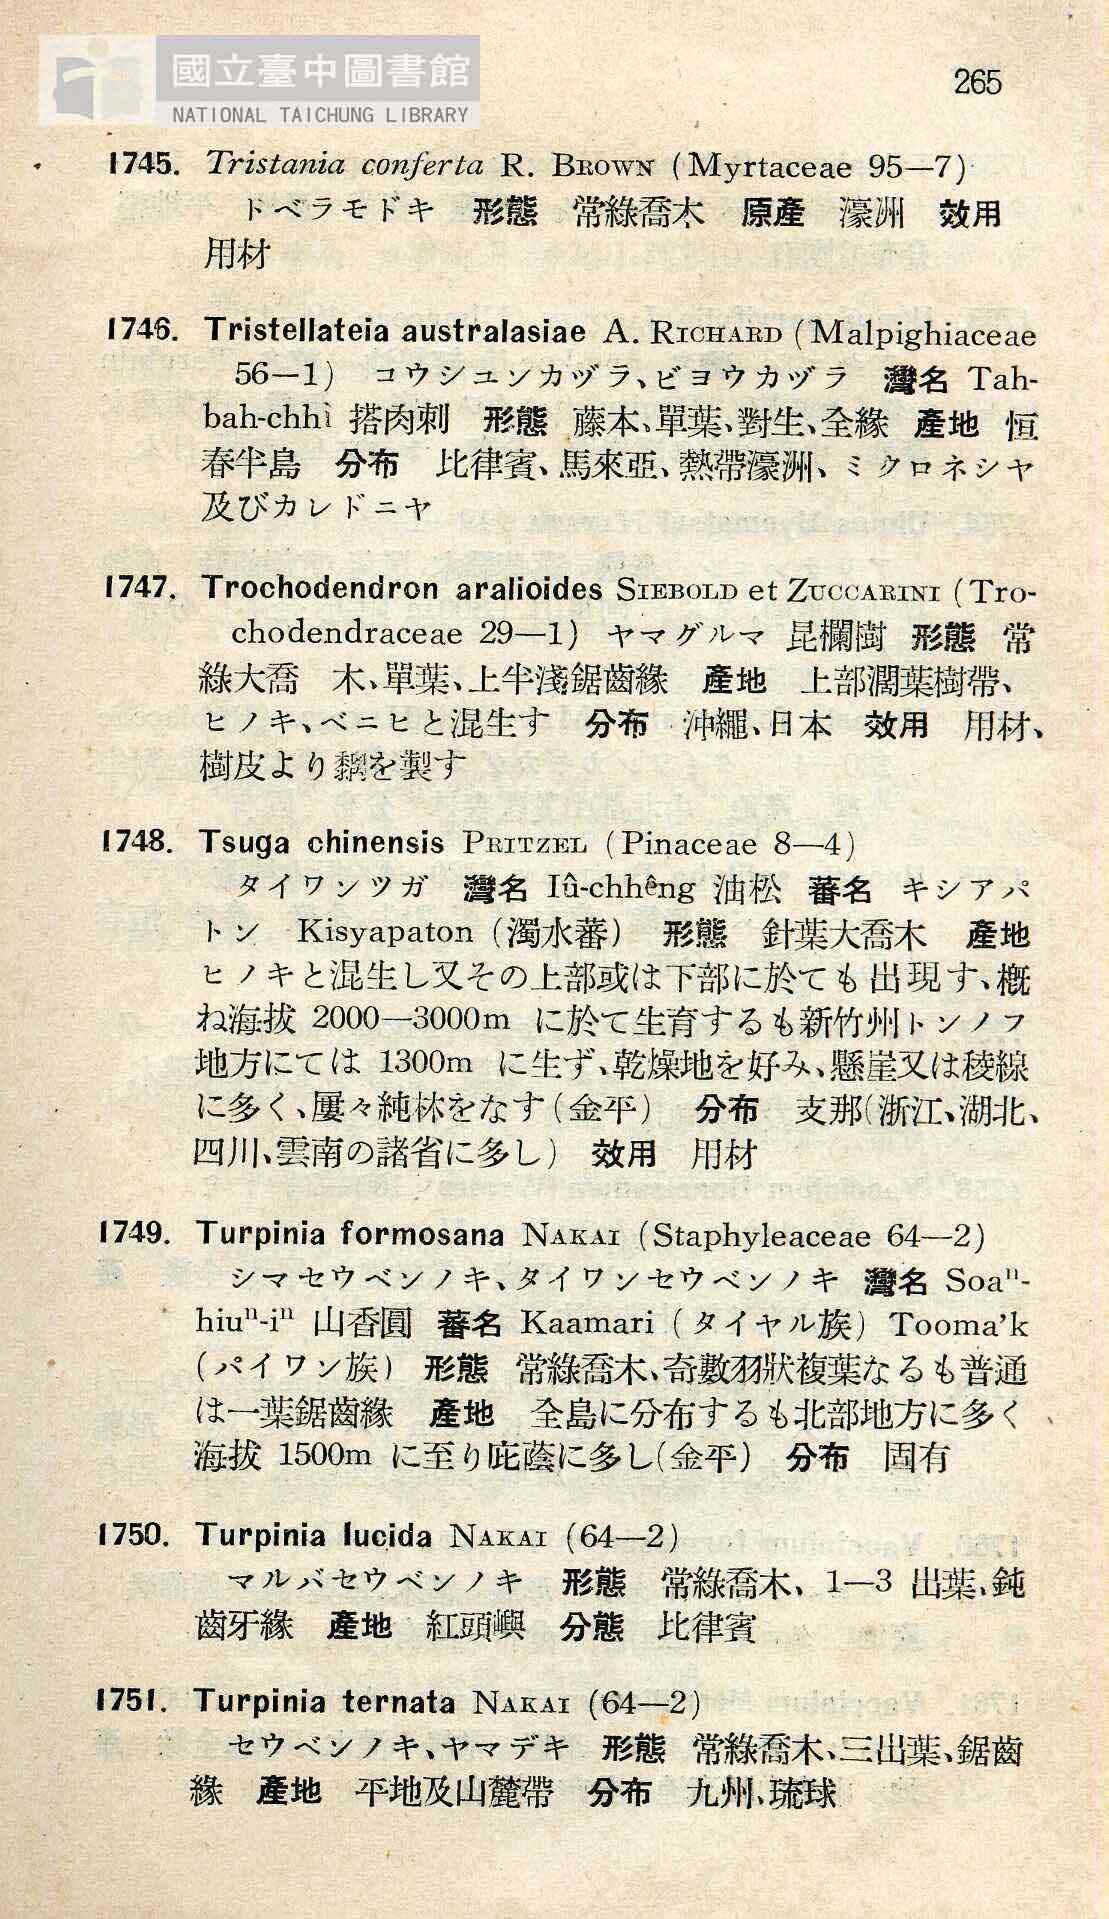 國立臺中圖書館
NATIONAL TAICHUNG LIBRARY
265
1745. Tristania conferta R. BROWN (Myrtaceae 95—7)
トベラモドキ 形態 常綠喬木 原產 濠洲 效用
用材
1746. Tristellateia australasiae A. RICHARD (Malpighiaceae
56—1) コウシユンカヅラ、ビヨウカヅラ 灣名 Tah-
bah-chhì 搭肉刺 形態 藤本、單葉、對生、全緣 產地 恒
春半島 分布 比律賓、馬來亞、熱帶濠洲、ミクロネシヤ
及びカレドニヤ
1747. Trochodendron aralioides SIEBOLD et ZUCCARINI (Tro-
chodendraceae 29—1) ヤマグルマ 昆欄樹 形態 常
綠大喬 木、單葉、上半淺鋸齒緣 產地 上部濶葉樹帶、
ヒノキ、ベニヒと混生す 分布 沖繩、日本 效用 用材、
樹皮より黐を製す
1748. Tsuga chinensis PRITZEL (Pinaceae 8—4)
タイワンツガ 灣名 Iû-chhêng 油松 蕃名 キシアパ
トン Kisyapaton (濁水蕃) 形態 針葉大喬木 產地
ヒノキと混生し又その上部或は下部に於ても出現す、概
ね海拔 2000—3000m に於て生育するも新竹州トンノフ
地方にては 1300m に生ず、乾燥地を好み、懸崖又は稜線
に多く、屢々純林をなす(金平) 分布 支那(浙江、湖北、
四川、雲南の諸省に多し) 效用 用材
1749. Turpinia formosana NAKAI (Staphyleaceae 64—2)
シマセウベンノキ、タイワンセウベンノキ 灣名 Soaⁿ-
hiuⁿ-iⁿ 山香圓 蕃名 Kaamari (タイヤル族) Tooma'k
(パイワン族) 形態 常綠喬木、奇數羽狀複葉なるも普通
は一葉鋸齒緣 產地 全島に分布するも北部地方に多く
海拔 1500m に至り庇蔭に多し(金平) 分布 固有
1750. Turpinia lucida NAKAI (64—2)
マルバセウベンノキ 形態 常綠喬木、1—3 出葉、鈍
齒牙緣 產地 紅頭嶼 分態 比律賓
1751. Turpinia ternata NAKAI (64—2)
セウベンノキ、ヤマデキ 形態 常綠喬木、三出葉、鋸齒
緣 產地 平地及山麓帶 分布 九州、琉球